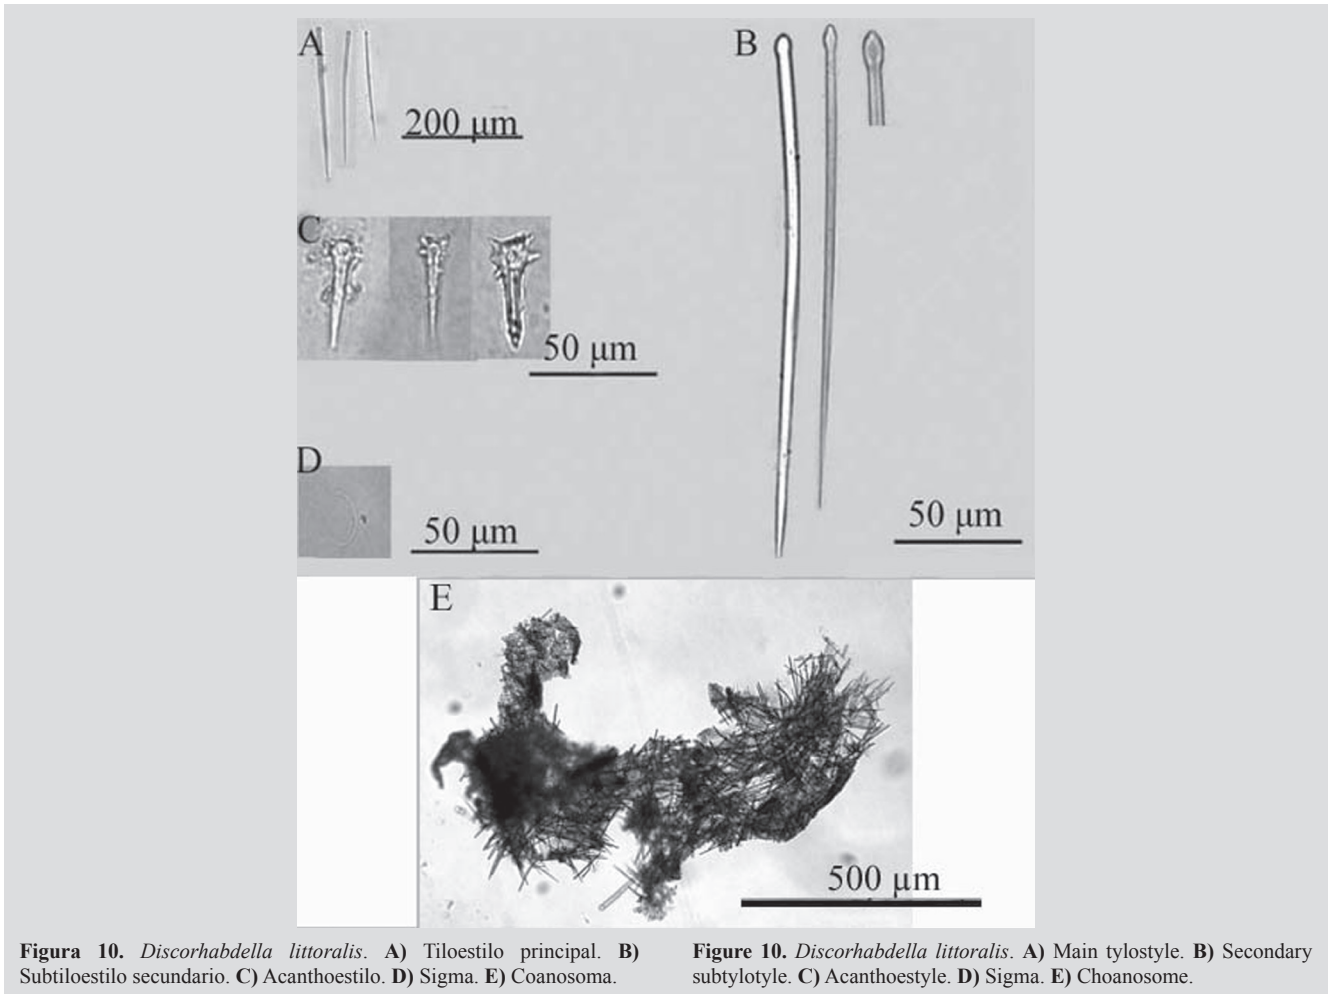 A
200 µm
B
C
50 µm
D
50 µm
50 µm
E
500 µm
Figura 10. Discorhabdella littoralis. A) Tiloestilo principal. B)
Subtiloestilo secundario. C) Acanthoestilo. D) Sigma. E) Coanosoma.
Figure 10. Discorhabdella littoralis. A) Main tylostyle. B) Secondary
subtylotyle. C) Acanthoestyle. D) Sigma. E) Choanosome.